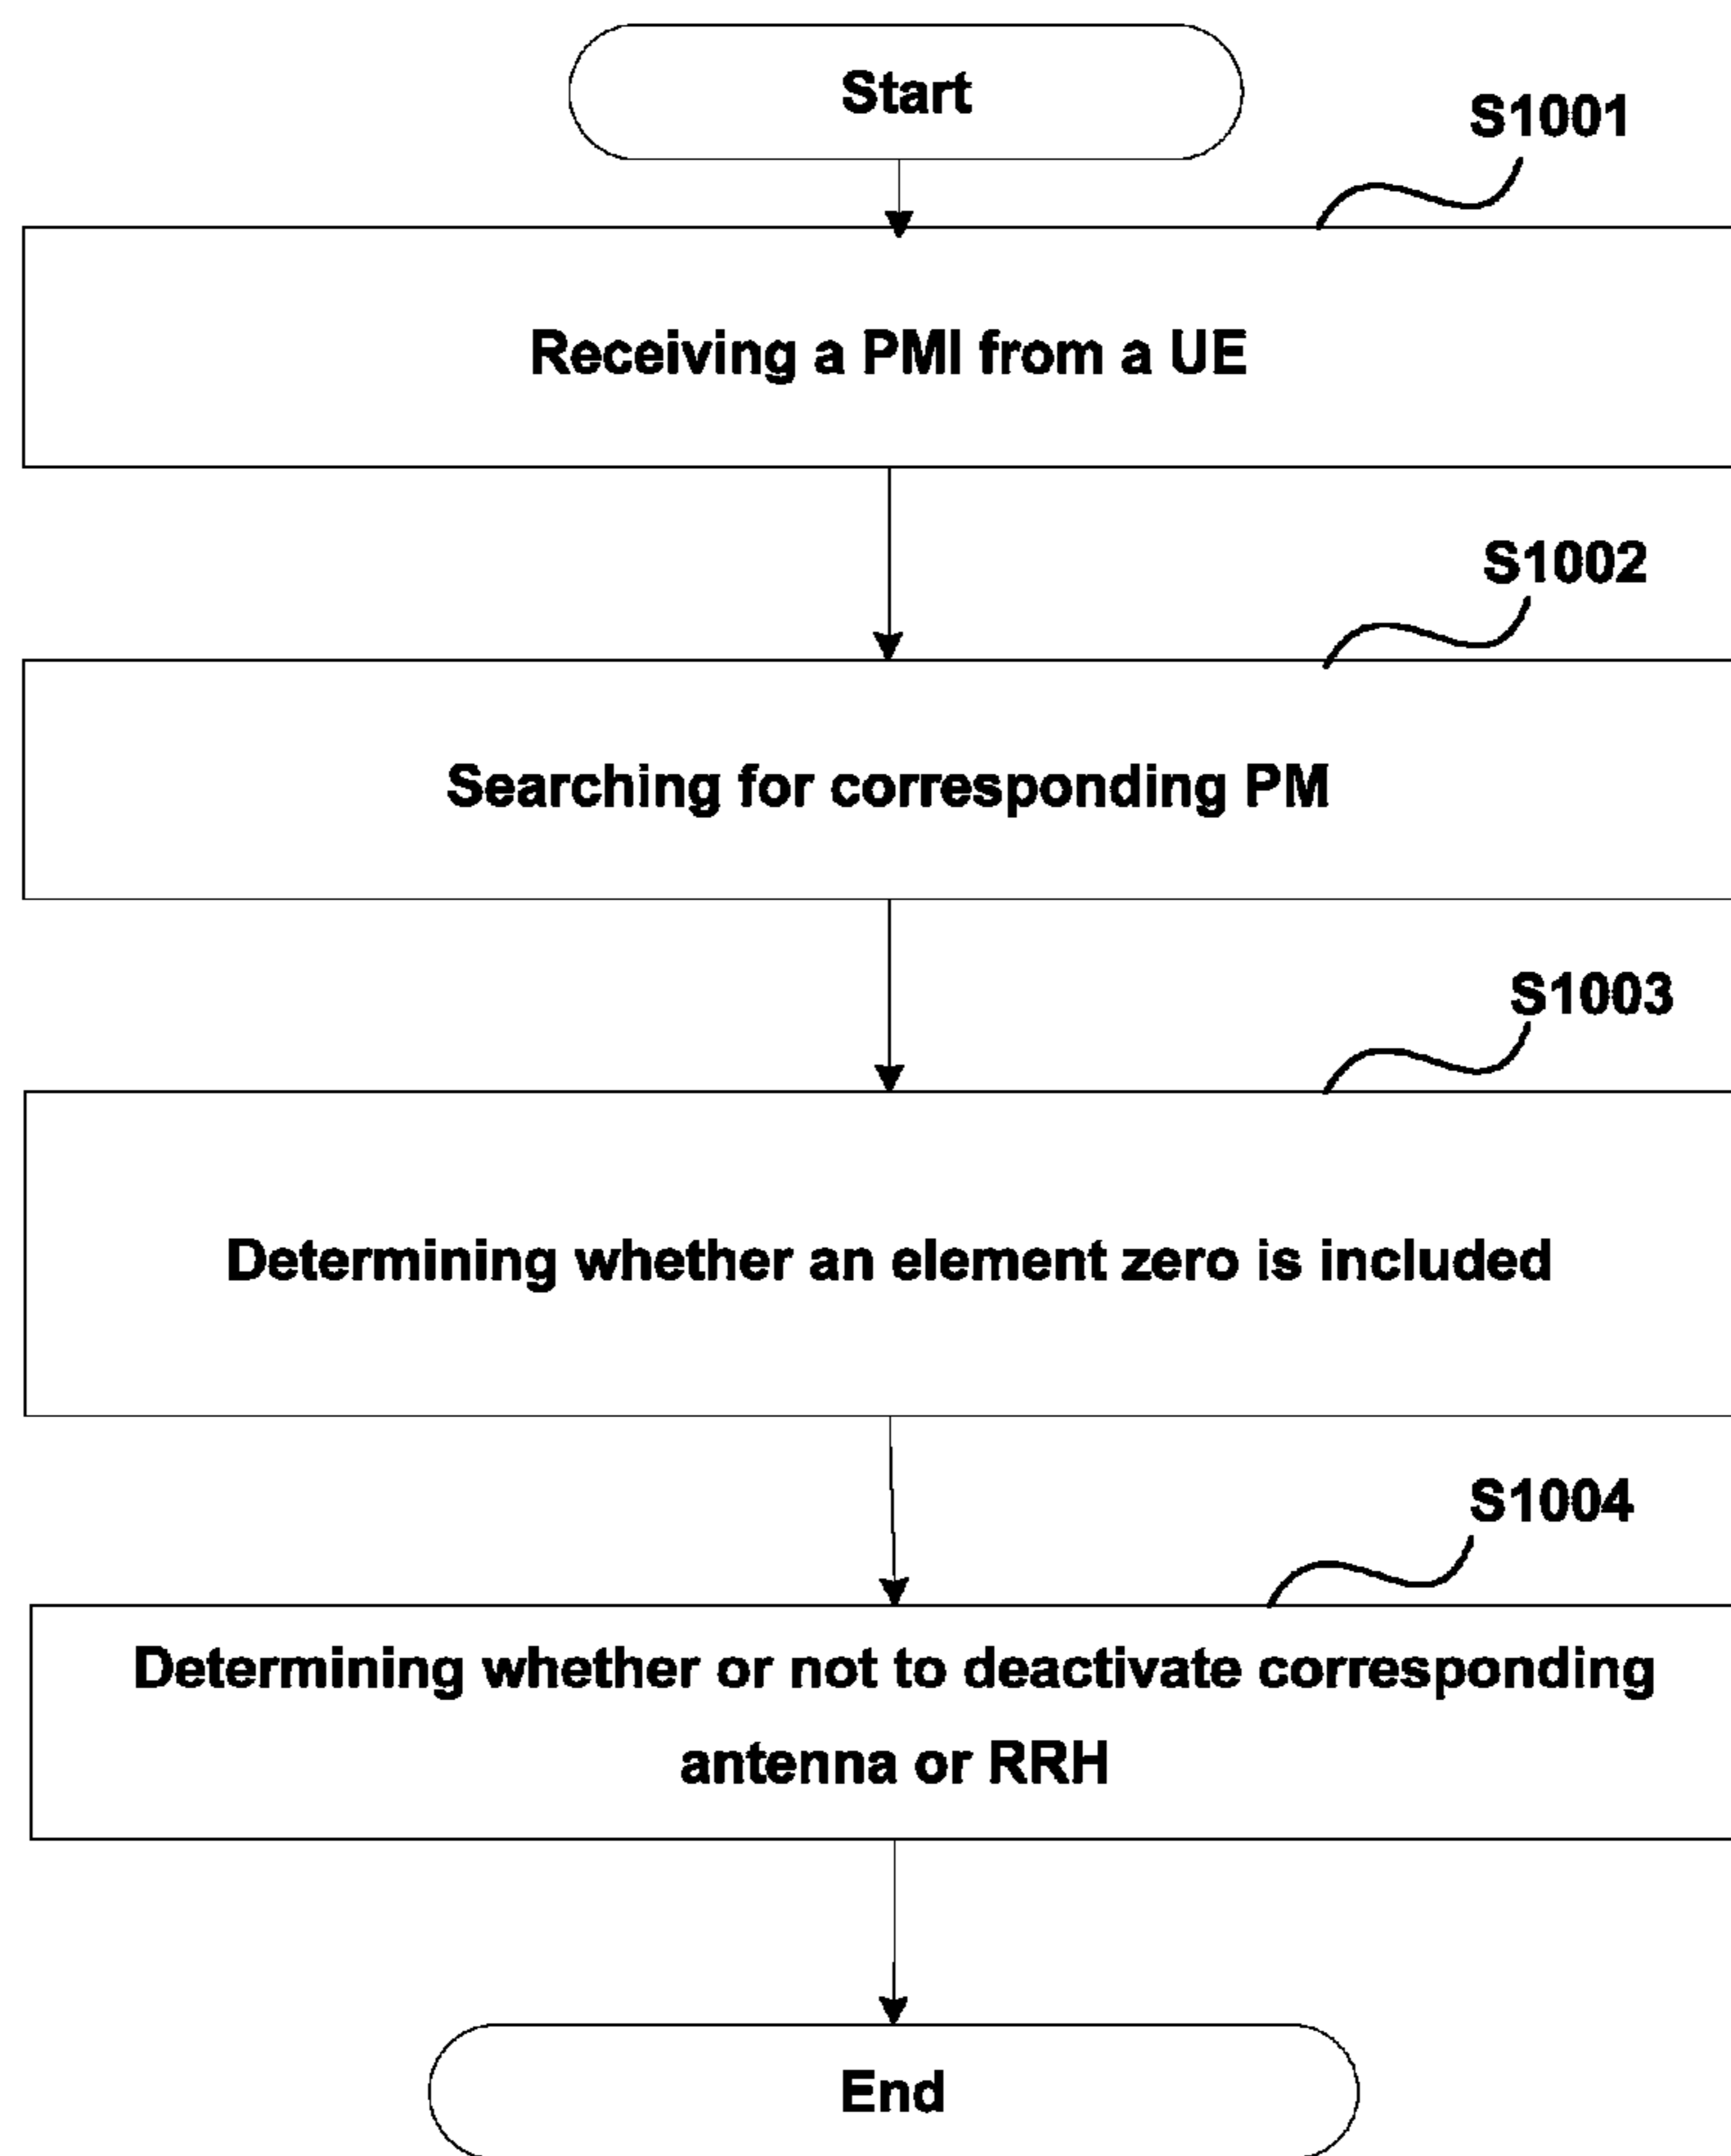 Start
S1001
Receiving a PMI from a UE
S1002
Searching for corresponding PM
S1003
Determining whether an element zero is included
S1004
Determining whether or not to deactivate corresponding
antenna or RRH
End